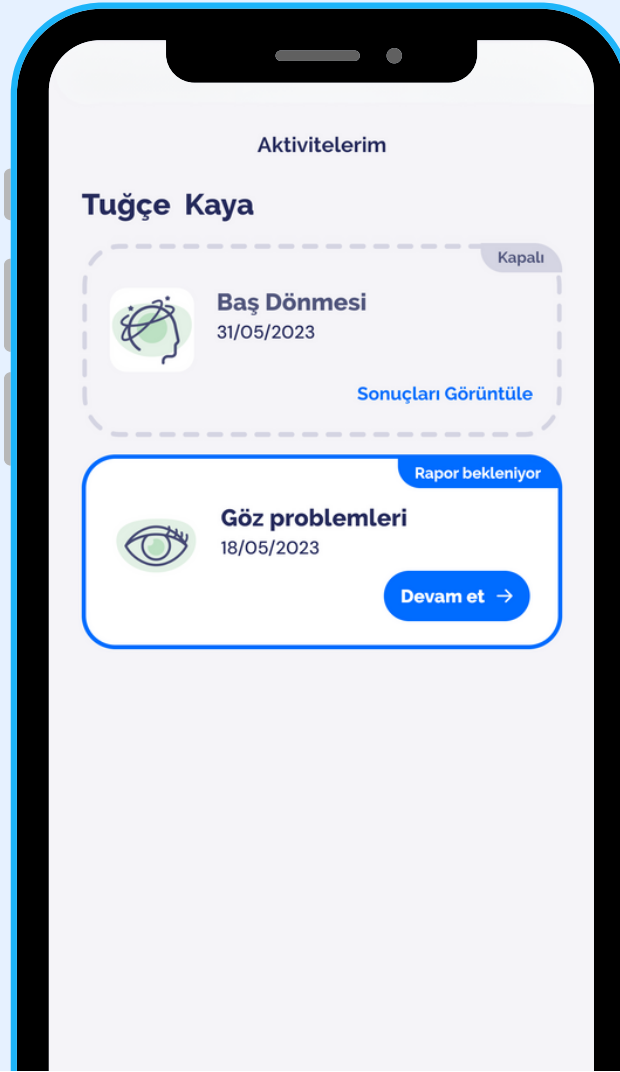 Aktivitelerim
Tuğçe Kaya
Kapalı
Baş Dönmesi
31/05/2023
Sonuçları Görüntüle
Rapor bekleniyor
Göz problemleri
18/05/2023
Devam et →